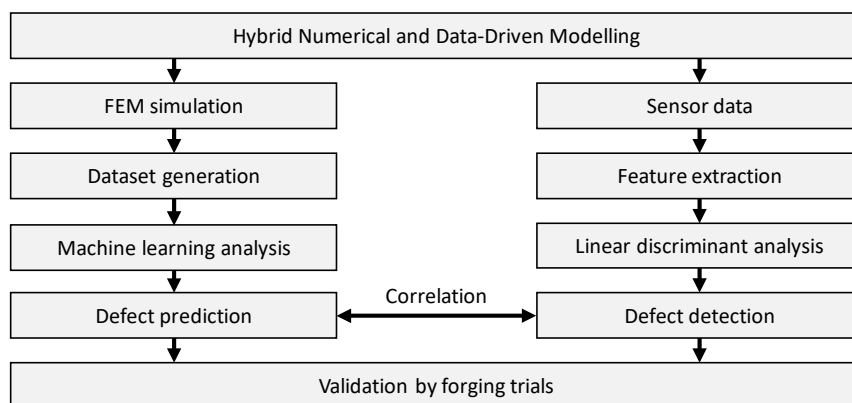 Hybrid Numerical and Data-Driven Modelling
FEM simulation
Sensor data
Dataset generation
Feature extraction
Machine learning analysis
Linear discriminant analysis
Defect prediction
Correlation
Defect detection
Validation by forging trials